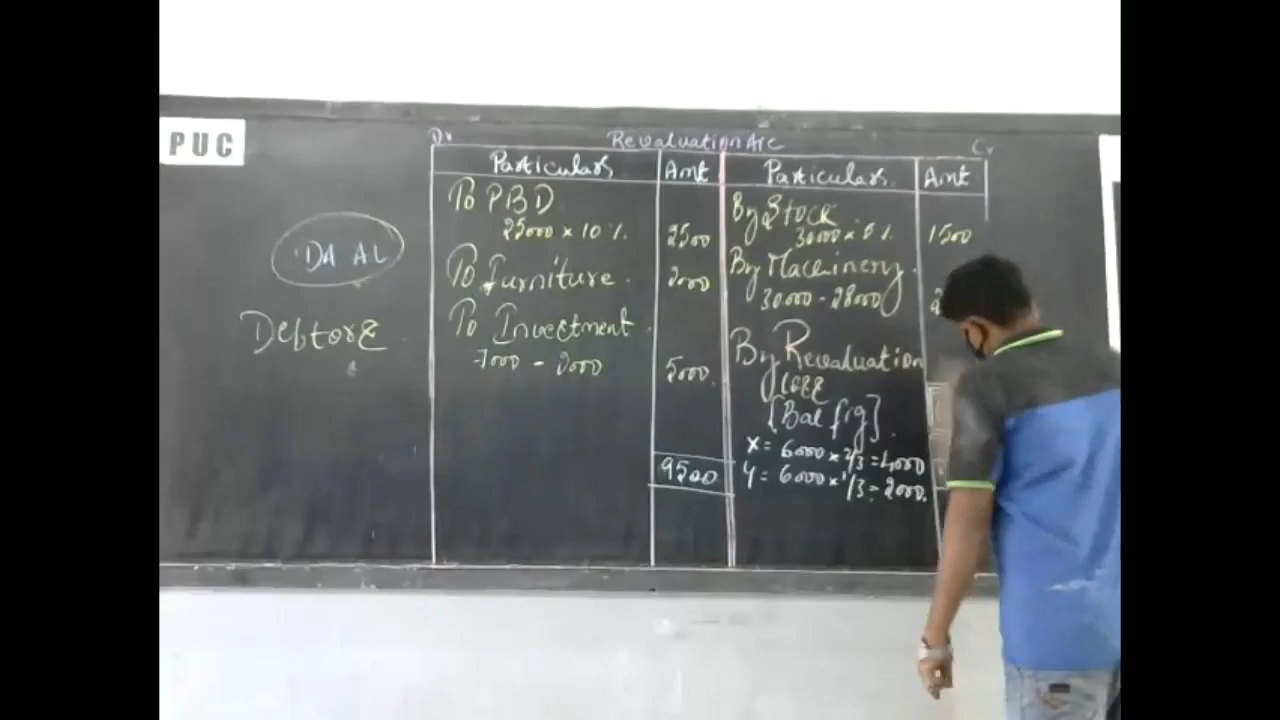 PUC
Dr Revaluation A/c Cr
Particulars Amt Particulars Amt
To PBD
25000 x 10 %. 2500
To Furniture. 2000
To Investment.
7000 - 2000 5000.
9500
By Stock
30000 x 5 % 1500
By Machinery.
30000 - 28000
By Revaluation
loss
[Bal fig].
X = 6000 x 2/3 = 4000
Y = 6000 x 1/3 = 2000.
DA AL
Debtors